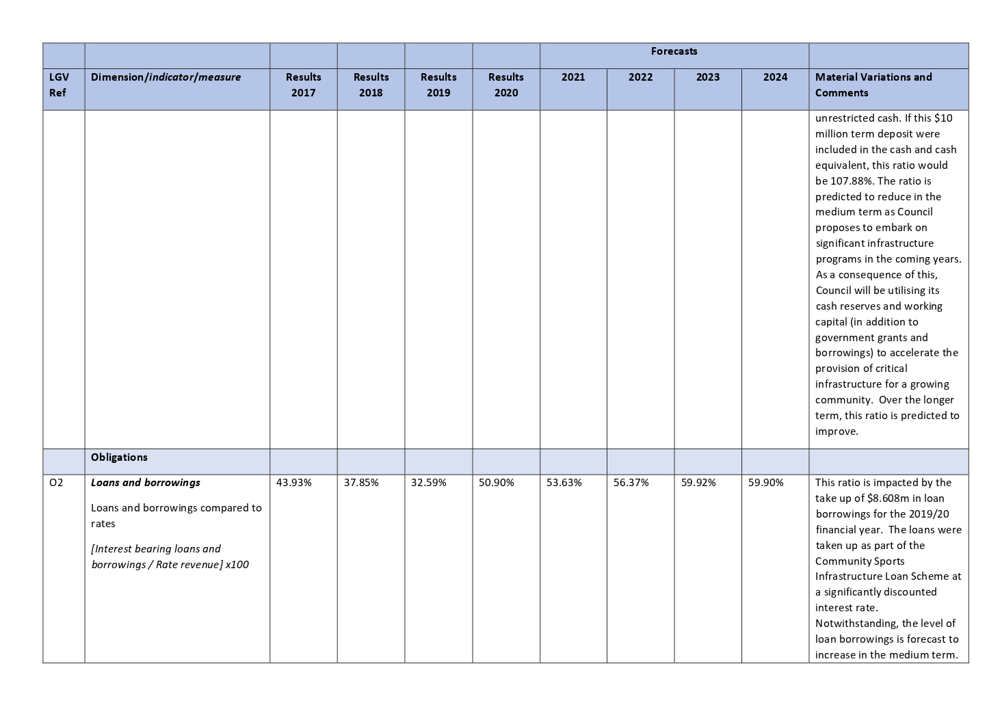 Forecasts
LGV Ref	Dimension/indicator/measure	Results 2017	Results 2018	Results 2019	Results 2020	2021	2022	2023	2024	Material Variations and Comments
unrestricted cash. If this $10
million term deposit were
included in the cash and cash
equivalent, this ratio would
be 107.88%. The ratio is
predicted to reduce in the
medium term as Council
proposes to embark on
significant infrastructure
programs in the coming years.
As a consequence of this,
Council will be utilising its
cash reserves and working
capital (in addition to
government grants and
borrowings) to accelerate the
provision of critical
infrastructure for a growing
community.  Over the longer
term, this ratio is predicted to
improve.
Obligations
O2
Loans and borrowings
Loans and borrowings compared to
rates
[Interest bearing loans and
borrowings / Rate revenue] x100
43.93%	37.85%	32.59%	50.90%	53.63%	56.37%	59.92%	59.90%
This ratio is impacted by the
take up of $8.608m in loan
borrowings for the 2019/20
financial year.  The loans were
taken up as part of the
Community Sports
Infrastructure Loan Scheme at
a significantly discounted
interest rate.
Notwithstanding, the level of
loan borrowings is forecast to
increase in the medium term.